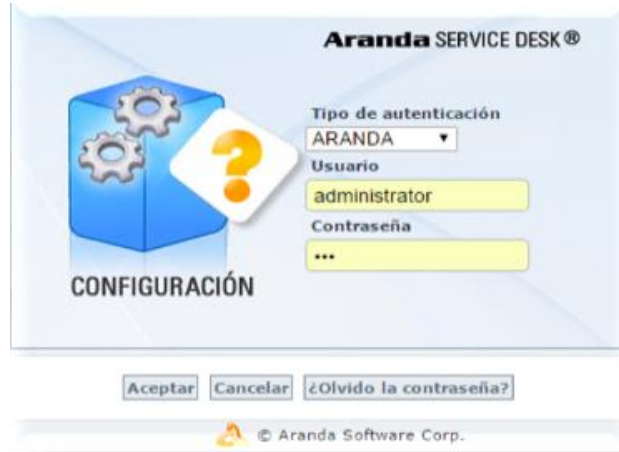 Aranda SERVICE DESK ®
Tipo de autenticación
ARANDA
Usuario
administrator
Contraseña
•••
CONFIGURACIÓN
Aceptar Cancelar ¿Olvido la contraseña?
© Aranda Software Corp.